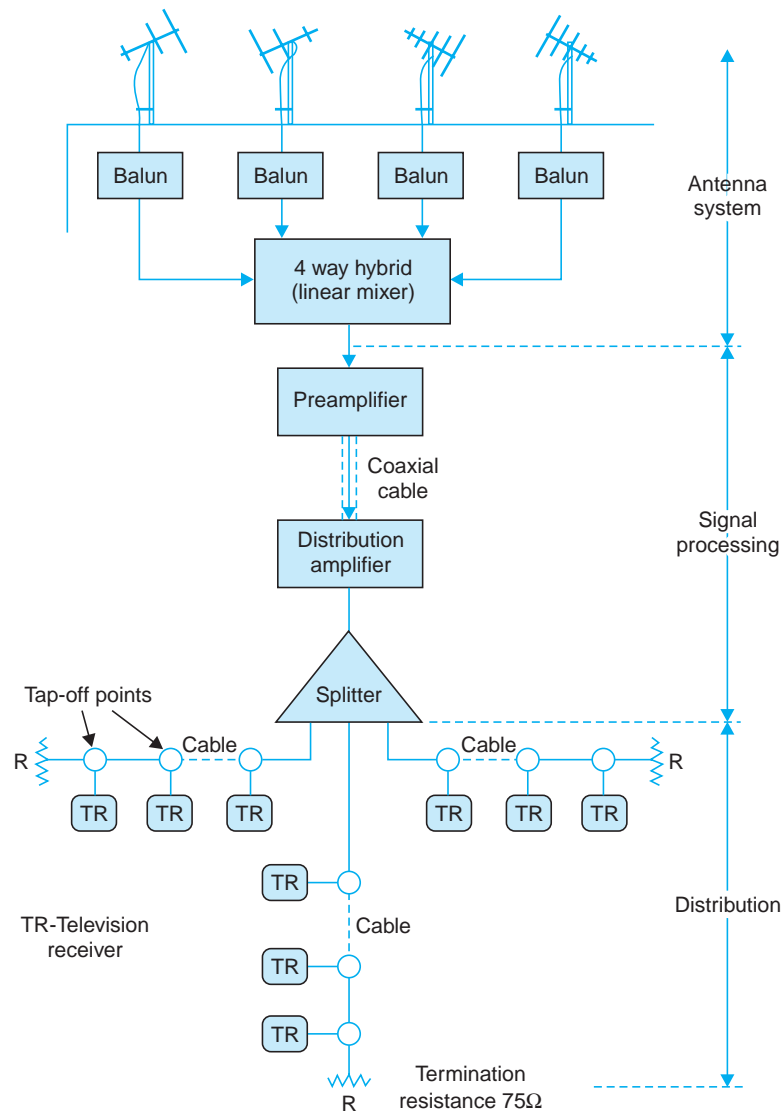 Balun
Balun
Balun
Balun
Antenna
system
4 way hybrid
(linear mixer)
Preamplifier
Coaxial
cable
Signal
processing
Distribution
amplifier
Splitter
Tap-off points
Cable
Cable
R
R
TR
TR
TR
TR
TR
TR
TR
Cable
Distribution
TR-Television
receiver
TR
TR
R
Termination
resistance 75Ω